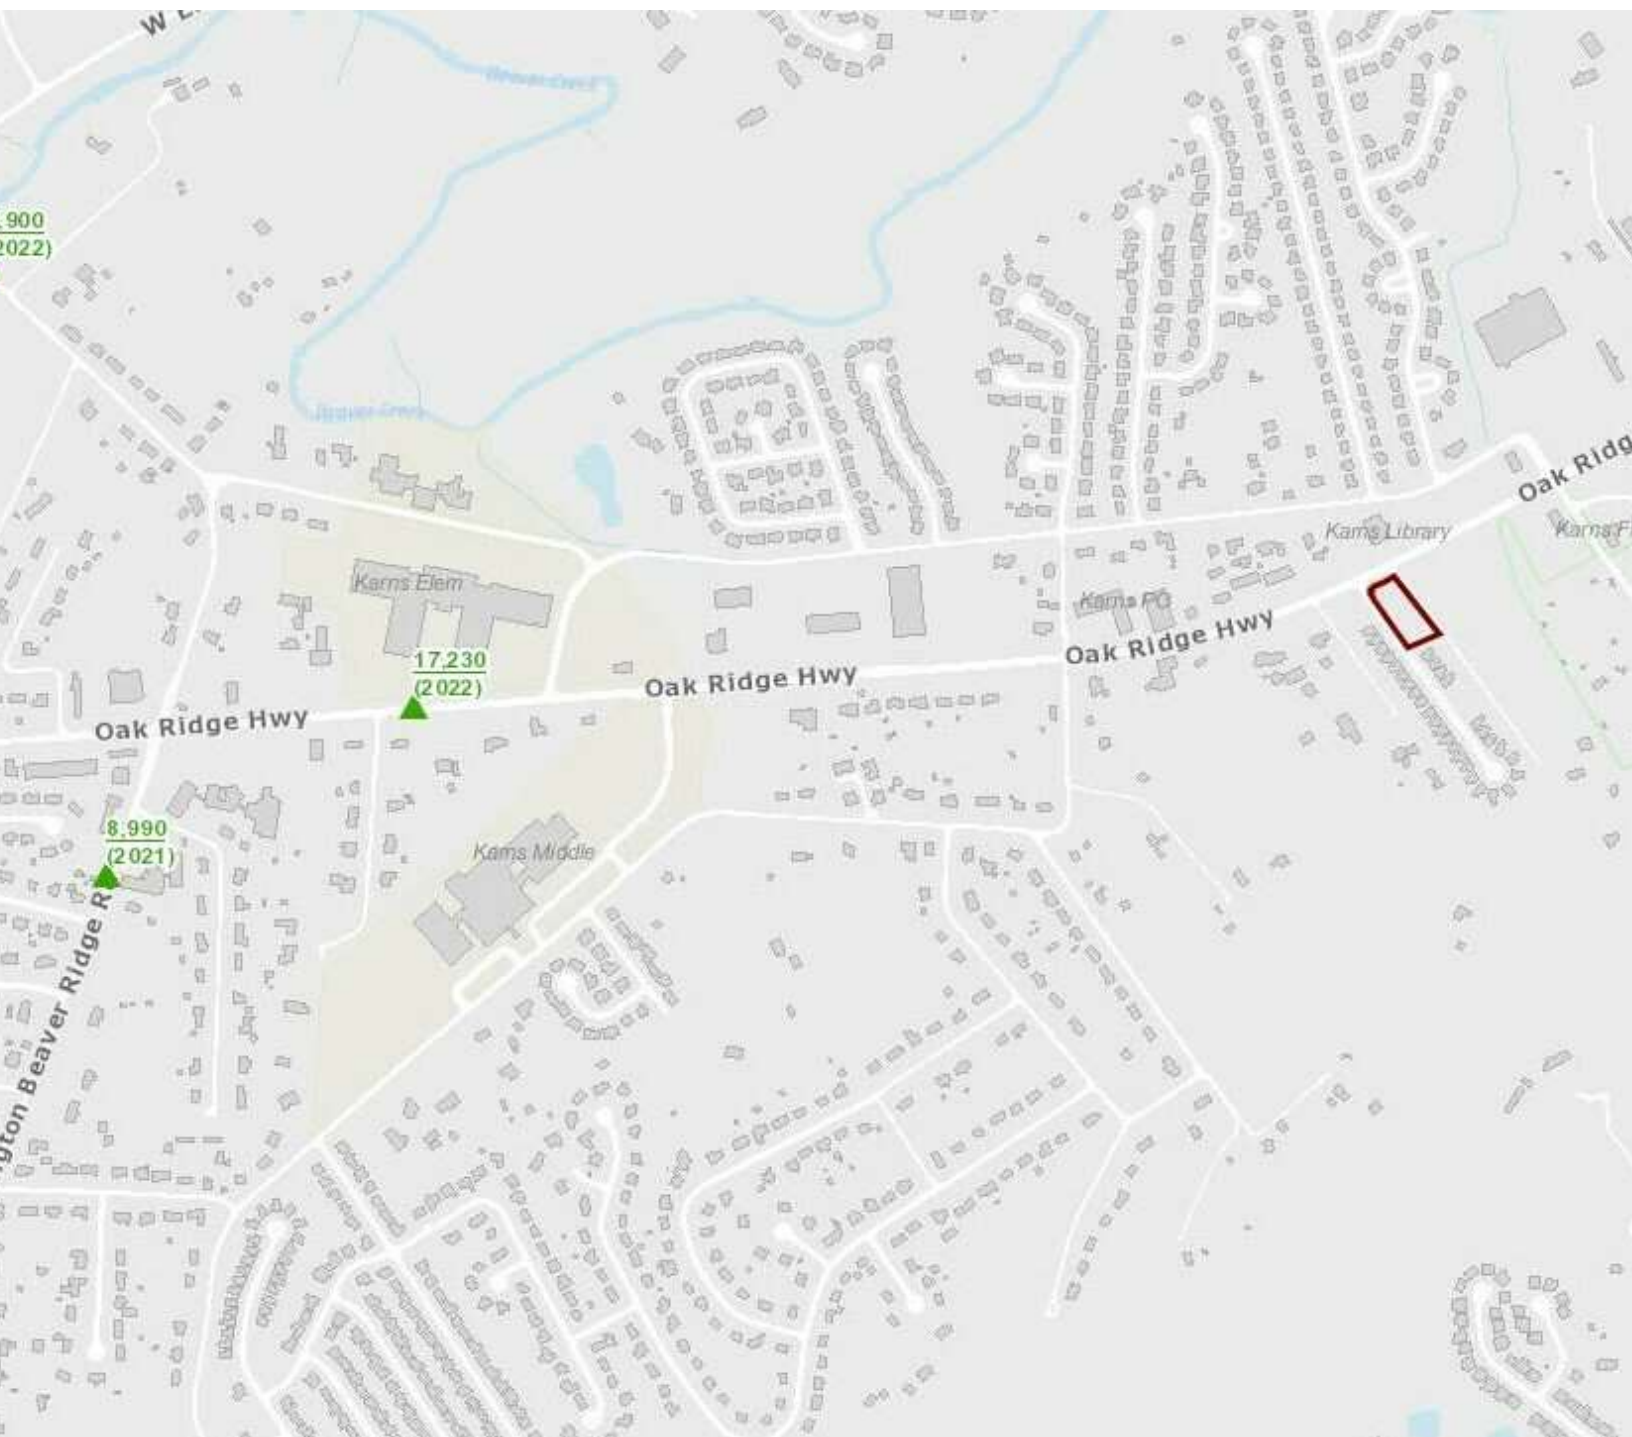 W E
Beaver Creek
,900
2022)
Beaver Creek
Oak Ridg
Karns Library
Karns F
Karns Elem
Karns PO
Oak Ridge Hwy
17,230
(2022)
Oak Ridge Hwy
Oak Ridge Hwy
8,990
(2021)
Karns Middle
gton Beaver Ridge R